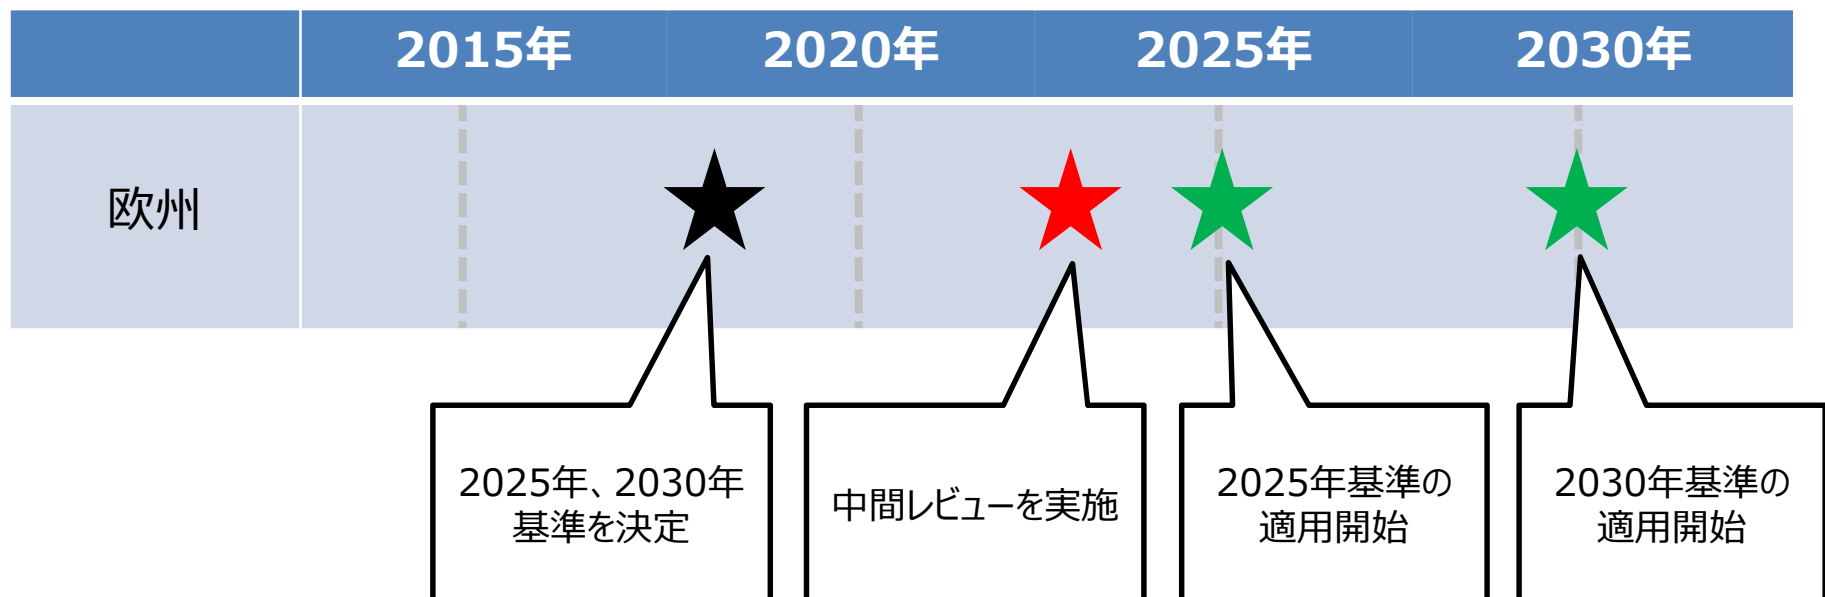 2015年 2020年 2025年 2030年
欧州
2025年、2030年
基準を決定
中間レビューを実施
2025年基準の
適用開始
2030年基準の
適用開始